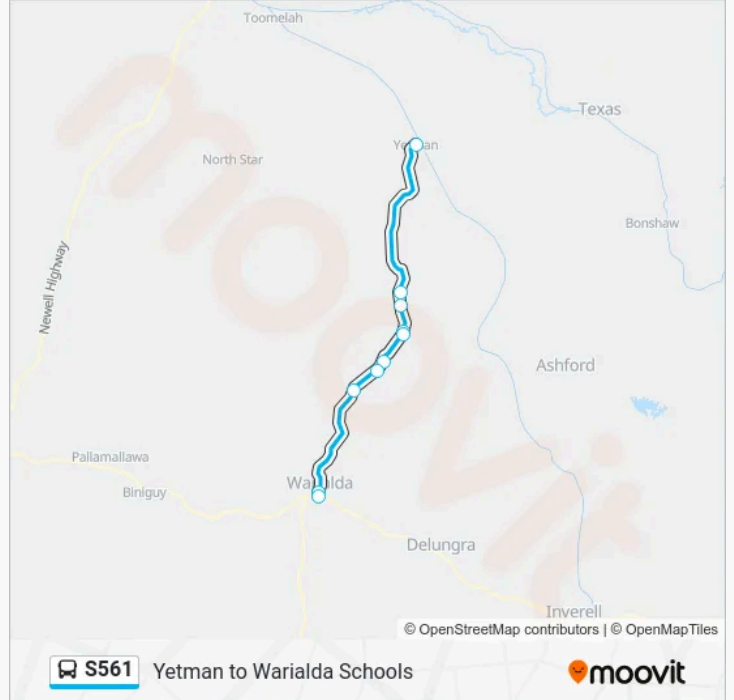 Toomelah
Texas
Yetman
North Star
Bonshaw
Newell Highway
Ashford
Pallamallawa
Warialda
Biniguy
Delungra
Inverell
© OpenStreetMap contributors | © OpenMapTiles
S561 Yetman to Warialda Schools
moovit
moovit